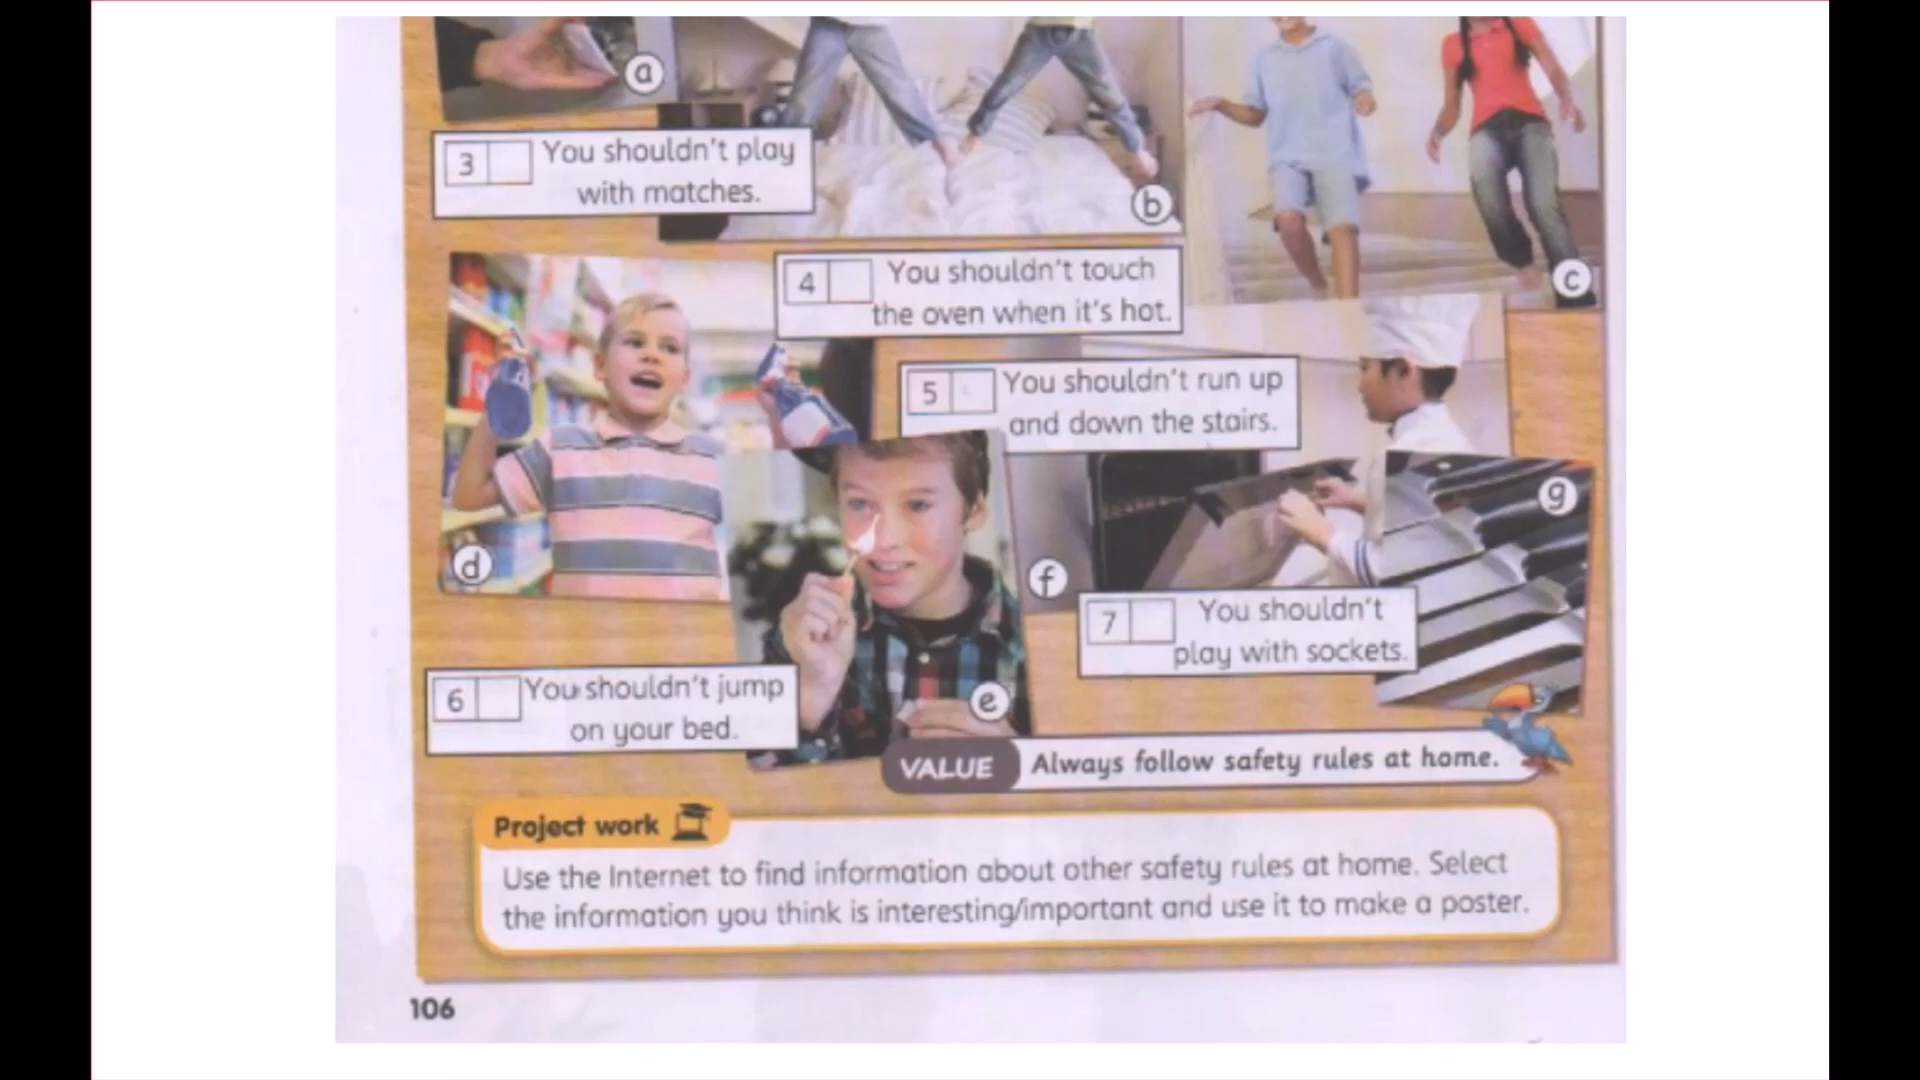 a
3 You shouldn't play
with matches.
b
c
4 You shouldn't touch
the oven when it's hot.
5 You shouldn't run up
and down the stairs.
g
d
f
7 You shouldn't
play with sockets.
6 You shouldn't jump
on your bed.
e
VALUE Always follow safety rules at home.
Project work
Use the Internet to find information about other safety rules at home. Select
the information you think is interesting/important and use it to make a poster.
106